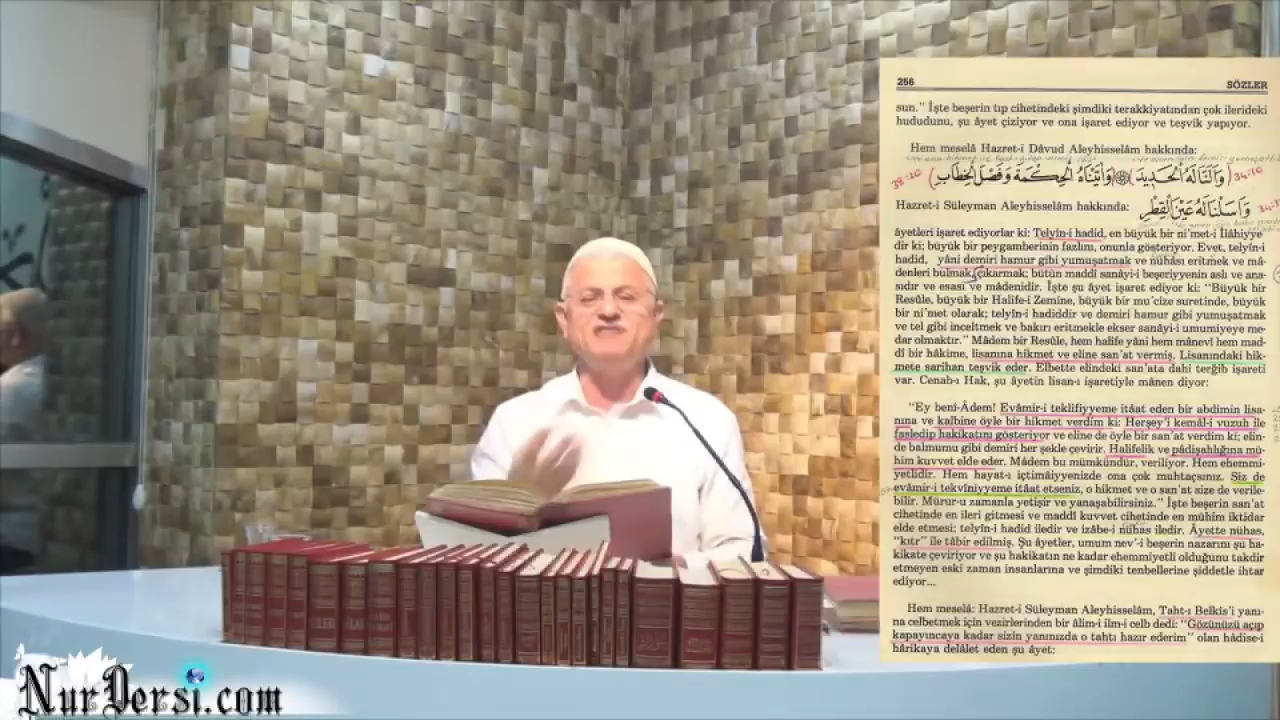 256 SÖZLER
sun." İşte beşerin tıp cihetindeki şimdiki terakkiyatından çok ilerideki
hududunu, şu âyet çiziyor ve ona işaret ediyor ve teşvik yapıyor.
Hem meselâ Hazret-i Dâvud Aleyhisselâm hakkında:
38:20 (وَاَلَنَّا لَهُ الْحَدِيدَ) (وَاٰتَيْنَاهُ الْحِكْمَةَ وَفَصْلَ الْخِطَابِ) 34:10
Hazret-i Süleyman Aleyhisselâm hakkında: وَاَسَلْنَا لَهُ عَيْنَ الْقِطْرِ
âyetleri işaret ediyorlar ki: Telyîn-i hadid, en büyük bir ni'met-i İlâhiyye
dir ki; büyük bir peygamberinin fazlını, onunla gösteriyor. Evet, telyîn-i
hadid, yâni demiri hamur gibi yumuşatmak ve nühâsı eritmek ve mâ-
denleri bulmak, çıkarmak; bütün maddî sanâyi-i beşeriyyenin aslı ve ana-
sıdır ve esası ve mâdenidir. İşte şu âyet işaret ediyor ki: "Büyük bir
Resûle, büyük bir Halife-i Zemine, büyük bir mu'cize suretinde, büyük
bir ni'met olarak; telyîn-i hadiddir ve demiri hamur gibi yumuşatmak
ve tel gibi inceltmek ve bakırı eritmekle ekser sanâyi-i umumiyeye me-
dar olmaktır." Mâdem bir Resûle, hem halife yâni hem mânevî hem mad-
dî bir hâkime, lisanına hikmet ve eline san'at vermiş. Lisanındaki hik-
mete sarihan teşvik eder. Elbette elindeki san'ata dahi terğib işareti
var. Cenab-ı Hak, şu âyetin lisan-ı işaretiyle mânen diyor:
"Ey benî-Âdem! Evâmir-i teklifiyyeme itâat eden bir abdimin lisa-
nına ve kalbine öyle bir hikmet verdim ki: Herşey'i kemâl-i vuzuh ile
fasledip hakikatını gösteriyor ve eline de öyle bir san'at verdim ki; elin-
de balmumu gibi demiri her şekle çevirir. Halifelik ve pâdişahlığına mü-
him kuvvet elde eder. Mâdem bu mümkündür, veriliyor. Hem ehemmi-
yetlidir. Hem hayat-ı içtimâiyyenizde ona çok muhtaçsınız. Siz de
evâmir-i tekvîniyyeme itâat etseniz, o hikmet ve o san'at size de verile-
bilir. Mürur-u zamanla yetişir ve yanaşabilirsiniz." İşte beşerin san'at
cihetinde en ileri gitmesi ve maddî kuvvet cihetinde en mühim iktidar
elde etmesi; telyîn-i hadid iledir ve izâbe-i nühas iledir. Âyette nühas,
"kıtr" ile tâbir edilmiş. Şu âyetler, umum nev'-i beşerin nazarını şu ha-
kikate çeviriyor ve şu hakikatın ne kadar ehemmiyetli olduğunu takdir
etmeyen eski zaman insanlarına ve şimdiki tenbellerine şiddetle ihtar
ediyor...
Hem meselâ: Hazret-i Süleyman Aleyhisselâm, Taht-ı Belkıs'i yanı-
na celbetmek için vezirlerinden bir âlim-i ilm-i celb dedi: "Gözünüzü açıp
kapayıncaya kadar sizin yanınızda o tahtı hazır ederim" olan hâdise-i
hârikaya delâlet eden şu âyet:
NurDersi.com